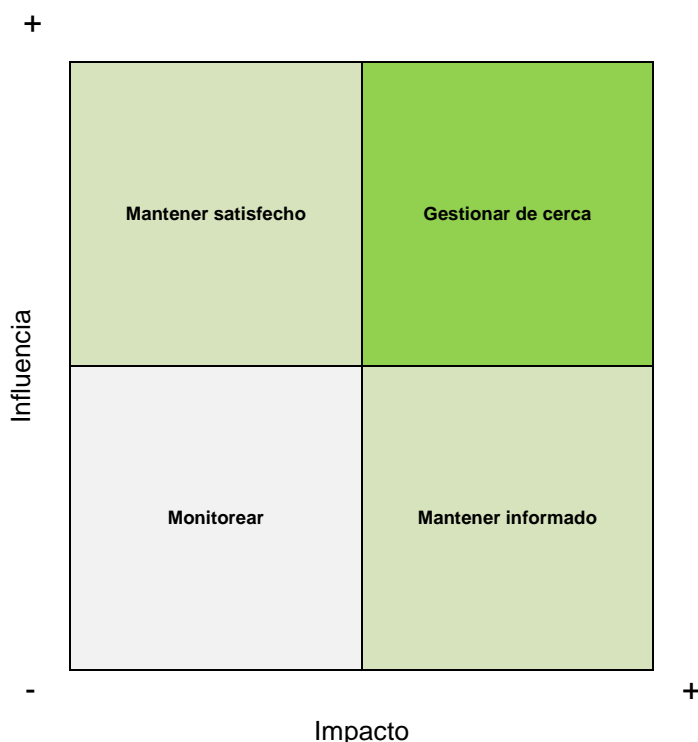 +
Mantener satisfecho
Gestionar de cerca
Influencia
Monitorear
Mantener informado
-
+
Impacto